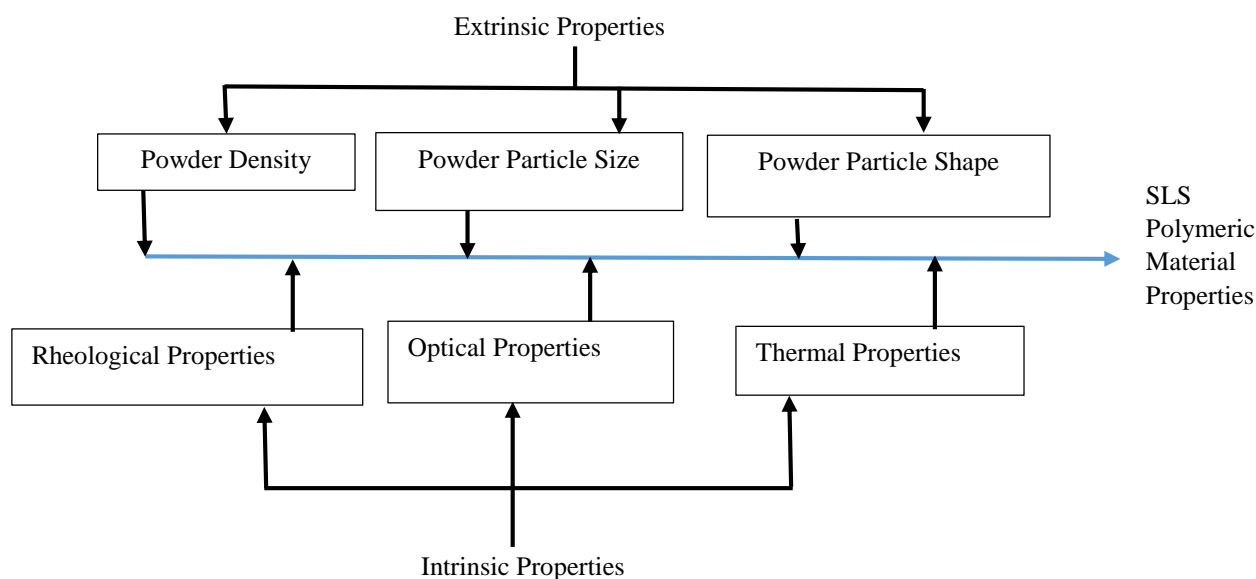 Extrinsic Properties
Powder Density
Powder Particle Size
Powder Particle Shape
SLS
Polymeric
Material
Properties
Rheological Properties
Optical Properties
Thermal Properties
Intrinsic Properties